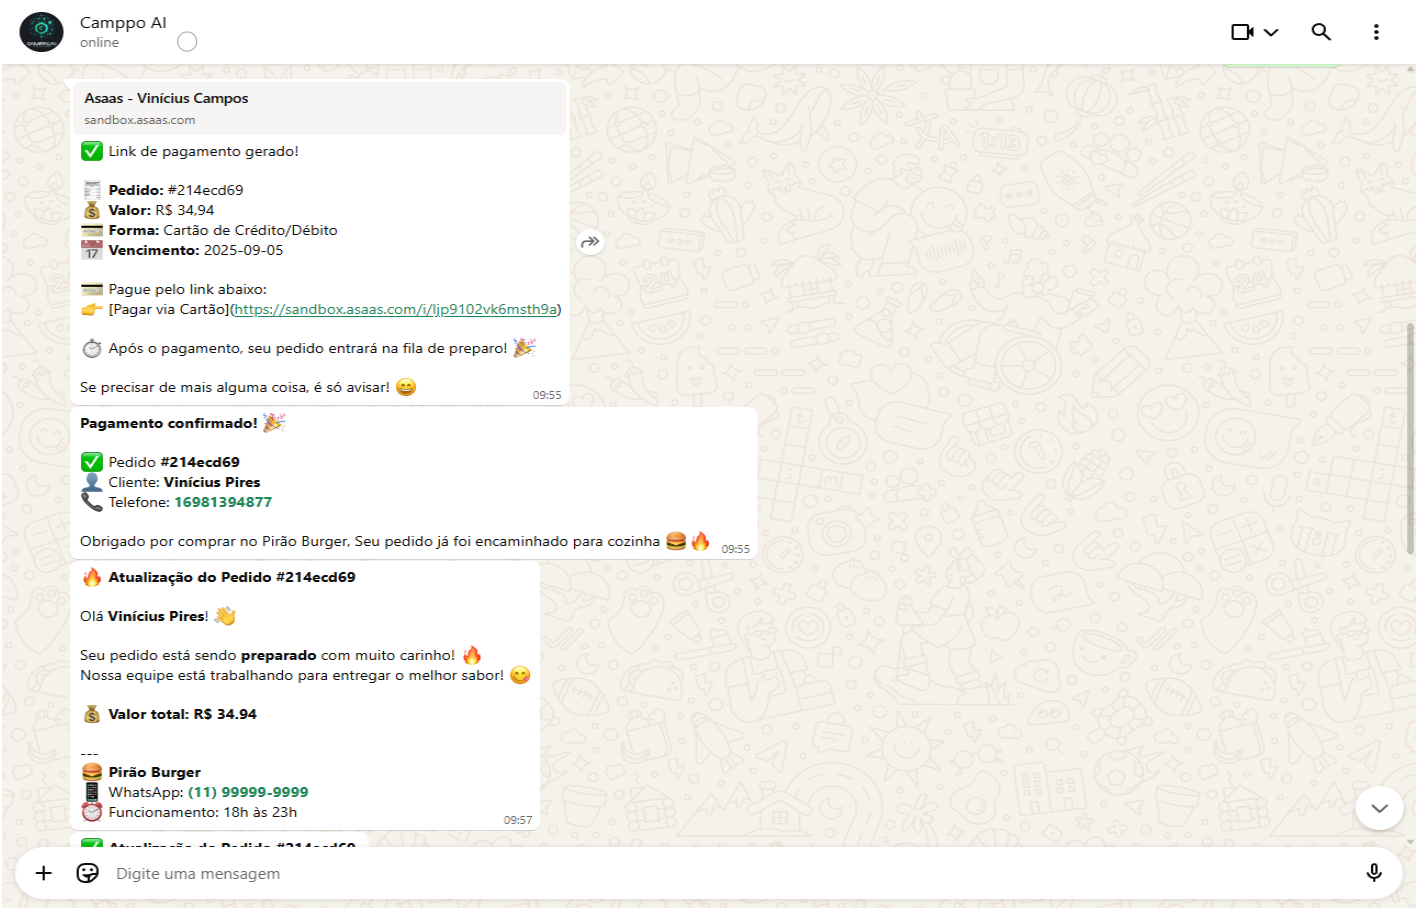 Camppo AI
online
Asaas - Vinícius Campos
sandbox.asaas.com
✅ Link de pagamento gerado!
🧾 Pedido: #214ecd69
💰 Valor: R$ 34,94
💳 Forma: Cartão de Crédito/Débito
📅 Vencimento: 2025-09-05
💳 Pague pelo link abaixo:
👉 [Pagar via Cartão](https://sandbox.asaas.com/i/ljp9102vk6msth9a)
⏱️ Após o pagamento, seu pedido entrará na fila de preparo! 🎉
Se precisar de mais alguma coisa, é só avisar! 😄
09:55
Pagamento confirmado! 🎉
✅ Pedido #214ecd69
👤 Cliente: Vinícius Pires
📞 Telefone: 16981394877
Obrigado por comprar no Pirão Burger, Seu pedido já foi encaminhado para cozinha 🍔🔥
09:55
🔥 Atualização do Pedido #214ecd69
Olá Vinícius Pires! 👋
Seu pedido está sendo preparado com muito carinho! 🔥
Nossa equipe está trabalhando para entregar o melhor sabor! 😋
💰 Valor total: R$ 34.94
---
🍔 Pirão Burger
📱 WhatsApp: (11) 99999-9999
⏰ Funcionamento: 18h às 23h
09:57
✅ Atualização do Pedido #214ecd69
Digite uma mensagem